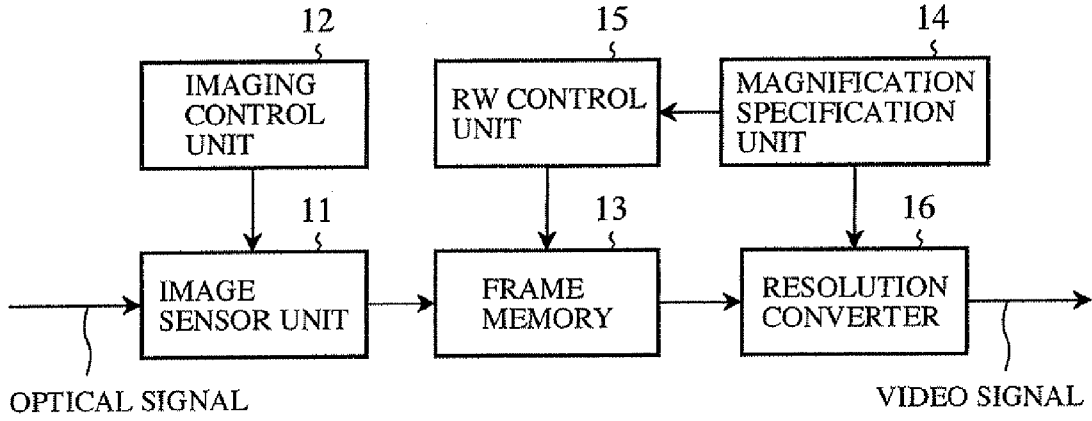 12
IMAGING
CONTROL
UNIT
15
RW CONTROL
UNIT
14
MAGNIFICATION
SPECIFICATION
UNIT
11
IMAGE
SENSOR UNIT
13
FRAME
MEMORY
16
RESOLUTION
CONVERTER
OPTICAL SIGNAL
VIDEO SIGNAL